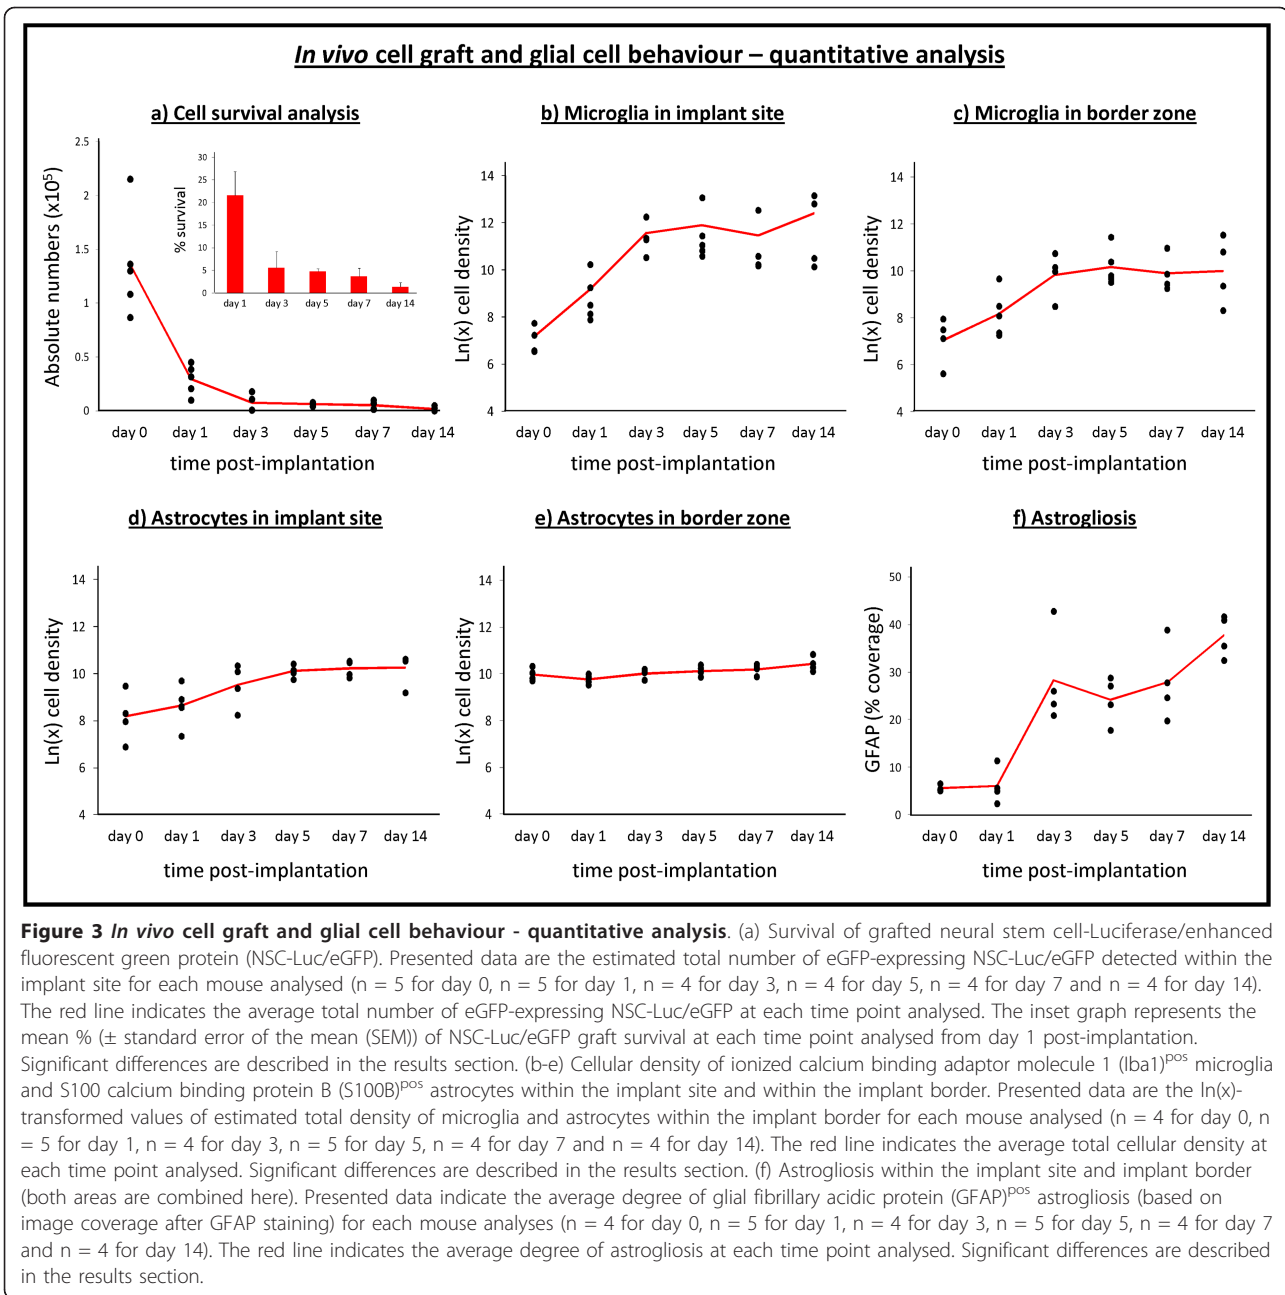 In vivo cell graft and glial cell behaviour – quantitative analysis
a) Cell survival analysis
2.5
2
1.5
1
0.5
0
Absolute numbers (x10⁵)
30
25
20
15
10
5
0
% survival
day 1 day 3 day 5 day 7 day 14
day 0 day 1 day 3 day 5 day 7 day 14
time post-implantation
b) Microglia in implant site
14
12
10
8
6
4
Ln(x) cell density
day 0 day 1 day 3 day 5 day 7 day 14
time post-implantation
c) Microglia in border zone
14
12
10
8
6
4
Ln(x) cell density
day 0 day 1 day 3 day 5 day 7 day 14
time post-implantation
d) Astrocytes in implant site
14
12
10
8
6
4
Ln(x) cell density
day 0 day 1 day 3 day 5 day 7 day 14
time post-implantation
e) Astrocytes in border zone
14
12
10
8
6
4
Ln(x) cell density
day 0 day 1 day 3 day 5 day 7 day 14
time post-implantation
f) Astrogliosis
50
40
30
20
10
0
GFAP (% coverage)
day 0 day 1 day 3 day 5 day 7 day 14
time post-implantation
Figure 3 In vivo cell graft and glial cell behaviour - quantitative analysis. (a) Survival of grafted neural stem cell-Luciferase/enhanced
fluorescent green protein (NSC-Luc/eGFP). Presented data are the estimated total number of eGFP-expressing NSC-Luc/eGFP detected within the
implant site for each mouse analysed (n = 5 for day 0, n = 5 for day 1, n = 4 for day 3, n = 4 for day 5, n = 4 for day 7 and n = 4 for day 14).
The red line indicates the average total number of eGFP-expressing NSC-Luc/eGFP at each time point analysed. The inset graph represents the
mean % (± standard error of the mean (SEM)) of NSC-Luc/eGFP graft survival at each time point analysed from day 1 post-implantation.
Significant differences are described in the results section. (b-e) Cellular density of ionized calcium binding adaptor molecule 1 (Iba1)ᵖᵒˢ microglia
and S100 calcium binding protein B (S100B)ᵖᵒˢ astrocytes within the implant site and within the implant border. Presented data are the ln(x)-
transformed values of estimated total density of microglia and astrocytes within the implant border for each mouse analysed (n = 4 for day 0, n
= 5 for day 1, n = 4 for day 3, n = 5 for day 5, n = 4 for day 7 and n = 4 for day 14). The red line indicates the average total cellular density at
each time point analysed. Significant differences are described in the results section. (f) Astrogliosis within the implant site and implant border
(both areas are combined here). Presented data indicate the average degree of glial fibrillary acidic protein (GFAP)ᵖᵒˢ astrogliosis (based on
image coverage after GFAP staining) for each mouse analyses (n = 4 for day 0, n = 5 for day 1, n = 4 for day 3, n = 5 for day 5, n = 4 for day 7
and n = 4 for day 14). The red line indicates the average degree of astrogliosis at each time point analysed. Significant differences are described
in the results section.